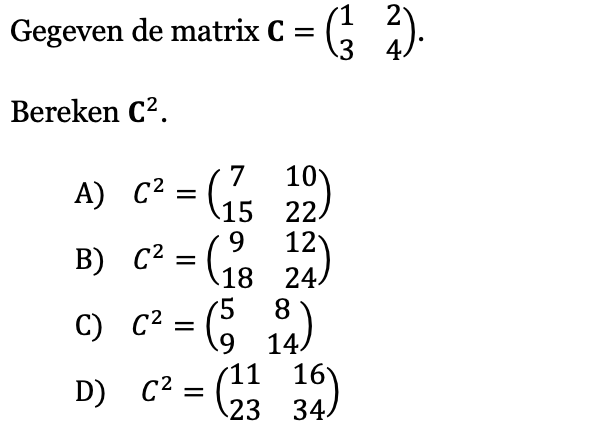 Gegeven de matrix C = (1 2
3 4).
Bereken C².
A) C² = (7 10
15 22)
B) C² = (9 12
18 24)
C) C² = (5 8
9 14)
D) C² = (11 16
23 34)